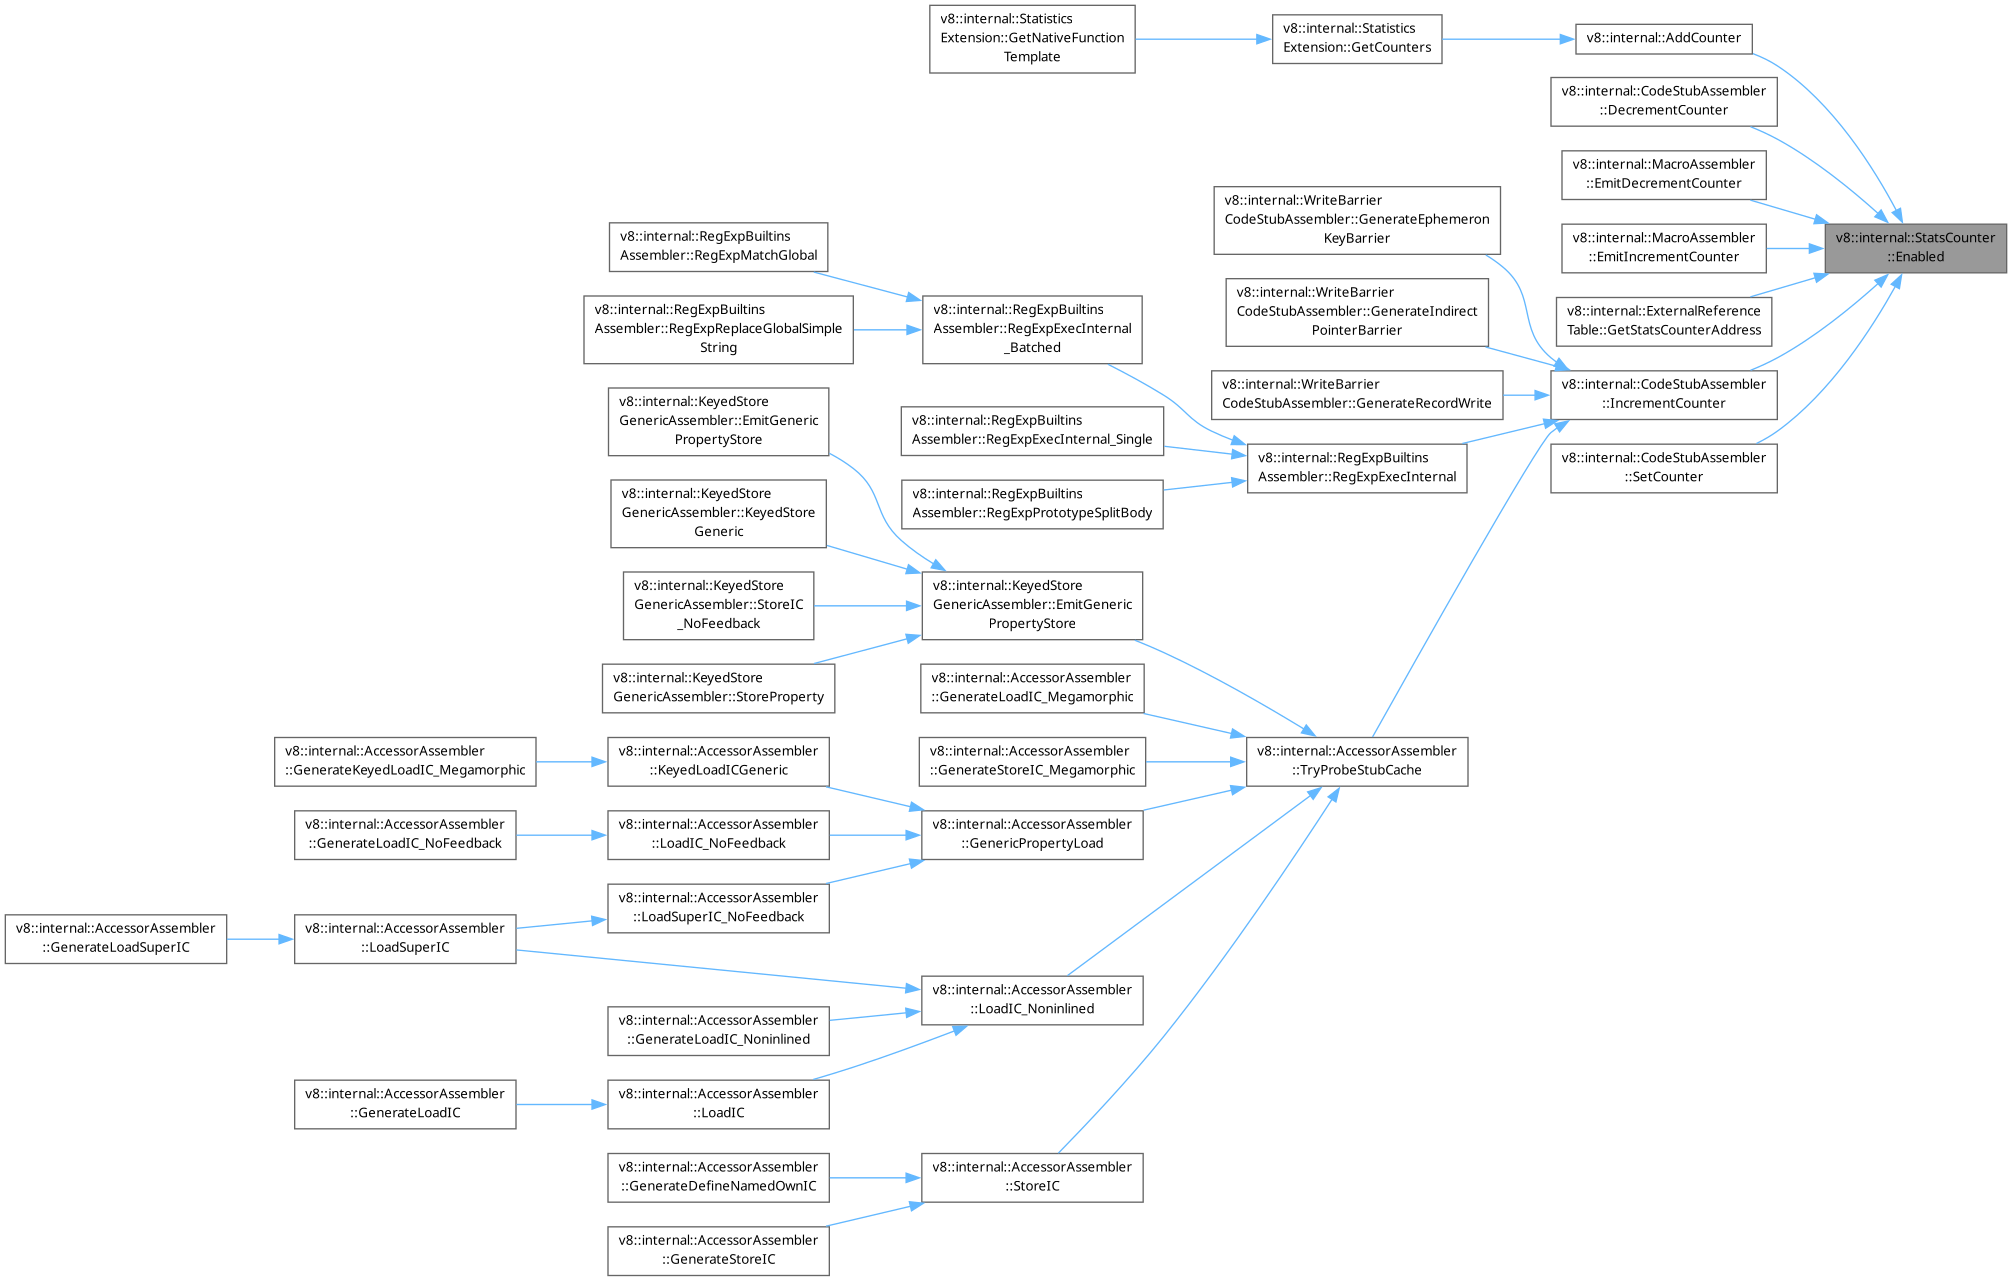 v8::internal::Statistics
Extension::GetNativeFunction
Template
v8::internal::Statistics
Extension::GetCounters
v8::internal::AddCounter
v8::internal::CodeStubAssembler
::DecrementCounter
v8::internal::MacroAssembler
::EmitDecrementCounter
v8::internal::WriteBarrier
CodeStubAssembler::GenerateEphemeron
KeyBarrier
v8::internal::RegExpBuiltins
Assembler::RegExpMatchGlobal
v8::internal::MacroAssembler
::EmitIncrementCounter
v8::internal::StatsCounter
::Enabled
v8::internal::WriteBarrier
CodeStubAssembler::GenerateIndirect
PointerBarrier
v8::internal::RegExpBuiltins
Assembler::RegExpReplaceGlobalSimple
String
v8::internal::RegExpBuiltins
Assembler::RegExpExecInternal
_Batched
v8::internal::ExternalReference
Table::GetStatsCounterAddress
v8::internal::WriteBarrier
CodeStubAssembler::GenerateRecordWrite
v8::internal::CodeStubAssembler
::IncrementCounter
v8::internal::KeyedStore
GenericAssembler::EmitGeneric
PropertyStore
v8::internal::RegExpBuiltins
Assembler::RegExpExecInternal_Single
v8::internal::RegExpBuiltins
Assembler::RegExpExecInternal
v8::internal::CodeStubAssembler
::SetCounter
v8::internal::KeyedStore
GenericAssembler::KeyedStore
Generic
v8::internal::RegExpBuiltins
Assembler::RegExpPrototypeSplitBody
v8::internal::KeyedStore
GenericAssembler::StoreIC
_NoFeedback
v8::internal::KeyedStore
GenericAssembler::EmitGeneric
PropertyStore
v8::internal::KeyedStore
GenericAssembler::StoreProperty
v8::internal::AccessorAssembler
::GenerateLoadIC_Megamorphic
v8::internal::AccessorAssembler
::GenerateKeyedLoadIC_Megamorphic
v8::internal::AccessorAssembler
::KeyedLoadICGeneric
v8::internal::AccessorAssembler
::GenerateStoreIC_Megamorphic
v8::internal::AccessorAssembler
::TryProbeStubCache
v8::internal::AccessorAssembler
::GenerateLoadIC_NoFeedback
v8::internal::AccessorAssembler
::LoadIC_NoFeedback
v8::internal::AccessorAssembler
::GenericPropertyLoad
v8::internal::AccessorAssembler
::LoadSuperIC_NoFeedback
v8::internal::AccessorAssembler
::GenerateLoadSuperIC
v8::internal::AccessorAssembler
::LoadSuperIC
v8::internal::AccessorAssembler
::LoadIC_Noninlined
v8::internal::AccessorAssembler
::GenerateLoadIC_Noninlined
v8::internal::AccessorAssembler
::GenerateLoadIC
v8::internal::AccessorAssembler
::LoadIC
v8::internal::AccessorAssembler
::GenerateDefineNamedOwnIC
v8::internal::AccessorAssembler
::StoreIC
v8::internal::AccessorAssembler
::GenerateStoreIC